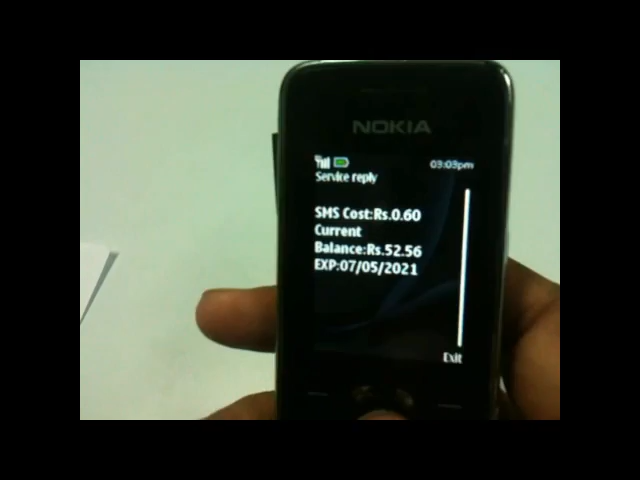 NOKIA
03:03pm
Service reply
SMS Cost:Rs.0.60
Current
Balance:Rs.52.56
EXP:07/05/2021
Exit